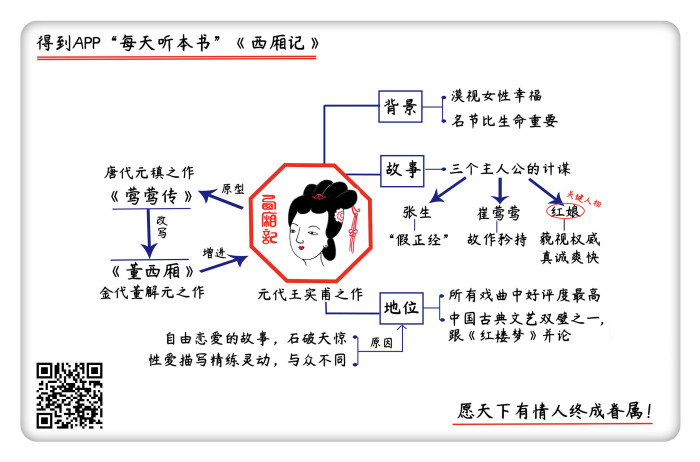 得到APP“每天听本书”《西厢记》
背景
漠视女性幸福
名节比生命重要
故事
三个主人公的计谋
张生
“假正经”
崔莺莺
故作矜持
关键人物
红娘
藐视权威
真诚爽快
唐代元稹之作
《莺莺传》
原型
改写
《董西厢》
增进
金代董解元之作
西厢记
元代王实甫之作
地位
所有戏曲中好评度最高
中国古典文艺双璧之一,
跟《红楼梦》并论
原因
自由恋爱的故事，石破天惊
性爱描写精练灵动，与众不同
愿天下有情人终成眷属！